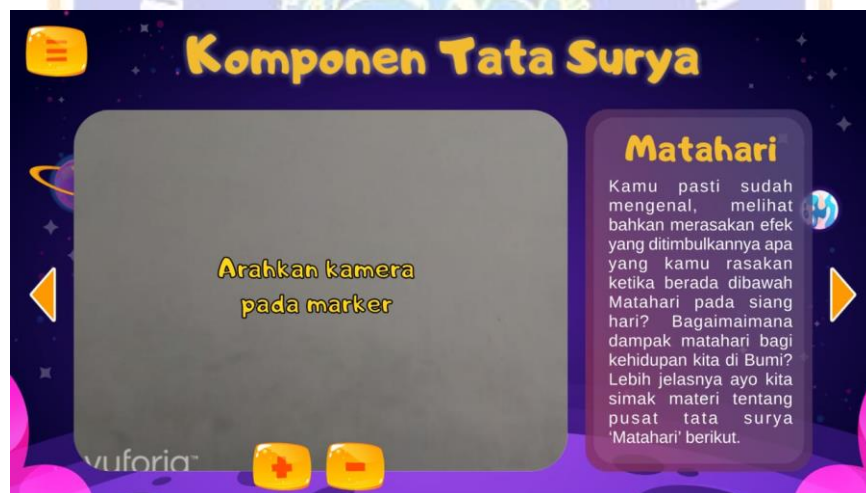 Komponen Tata Surya
Arahkan kamera
pada marker
vuforia™
Matahari
Kamu pasti sudah
mengenal, melihat
bahkan merasakan efek
yang ditimbulkannya apa
yang kamu rasakan
ketika berada dibawah
Matahari pada siang
hari? Bagaimaimana
dampak matahari bagi
kehidupan kita di Bumi?
Lebih jelasnya ayo kita
simak materi tentang
pusat tata surya
‘Matahari’ berikut.